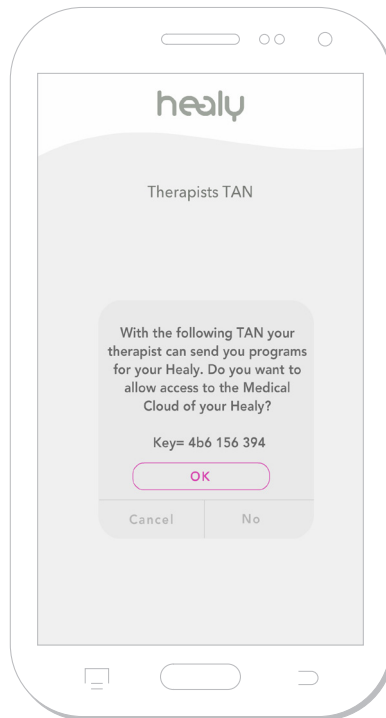 healy
Therapists TAN
With the following TAN your
therapist can send you programs
for your Healy. Do you want to
allow access to the Medical
Cloud of your Healy?
Key= 4b6 156 394
OK
Cancel No